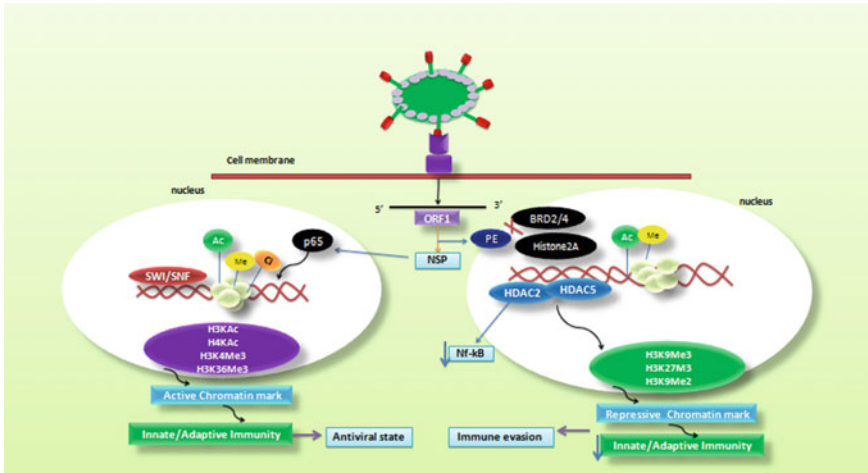 Cell membrane
nucleus
nucleus
5'
3'
ORF1
BRD2/4
PE
Histone2A
NSP
Ac
Me
p65
SWI/SNF
Ac
Me
HDAC2
HDAC5
Nf-kB
H3KAc
H4KAc
H3K4Me3
H3K36Me3
H3K9Me3
H3K27M3
H3K9Me2
Active Chromatin mark
Repressive Chromatin mark
Innate/Adaptive Immunity
Antiviral state
Immune evasion
Innate/Adaptive Immunity